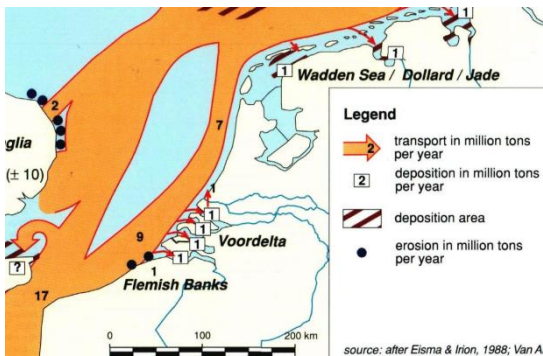 2
7
1
1
Wadden Sea / Dollard / Jade
1
glia
(± 10)
Legend
2
transport in million tons
per year
2
deposition in million tons
per year
deposition area
erosion in million tons
per year
1
1
1
1
1
9
Voordelta
1
Flemish Banks
?
17
0 100 200 km
source: after Eisma & Irion, 1988; Van A